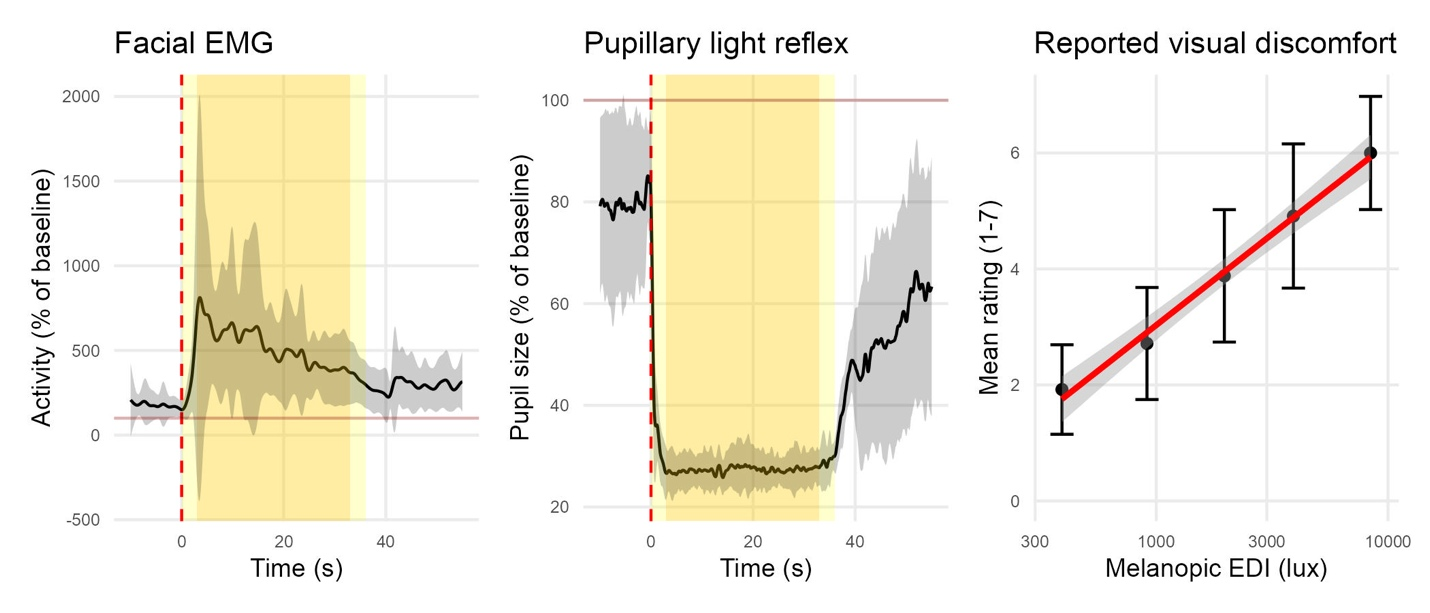 Facial EMG
Activity (% of baseline)
2000
1500
1000
500
0
-500
0
20
40
Time (s)
Pupillary light reflex
Pupil size (% of baseline)
100
80
60
40
20
0
20
40
Time (s)
Reported visual discomfort
Mean rating (1-7)
6
4
2
0
300
1000
3000
10000
Melanopic EDI (lux)